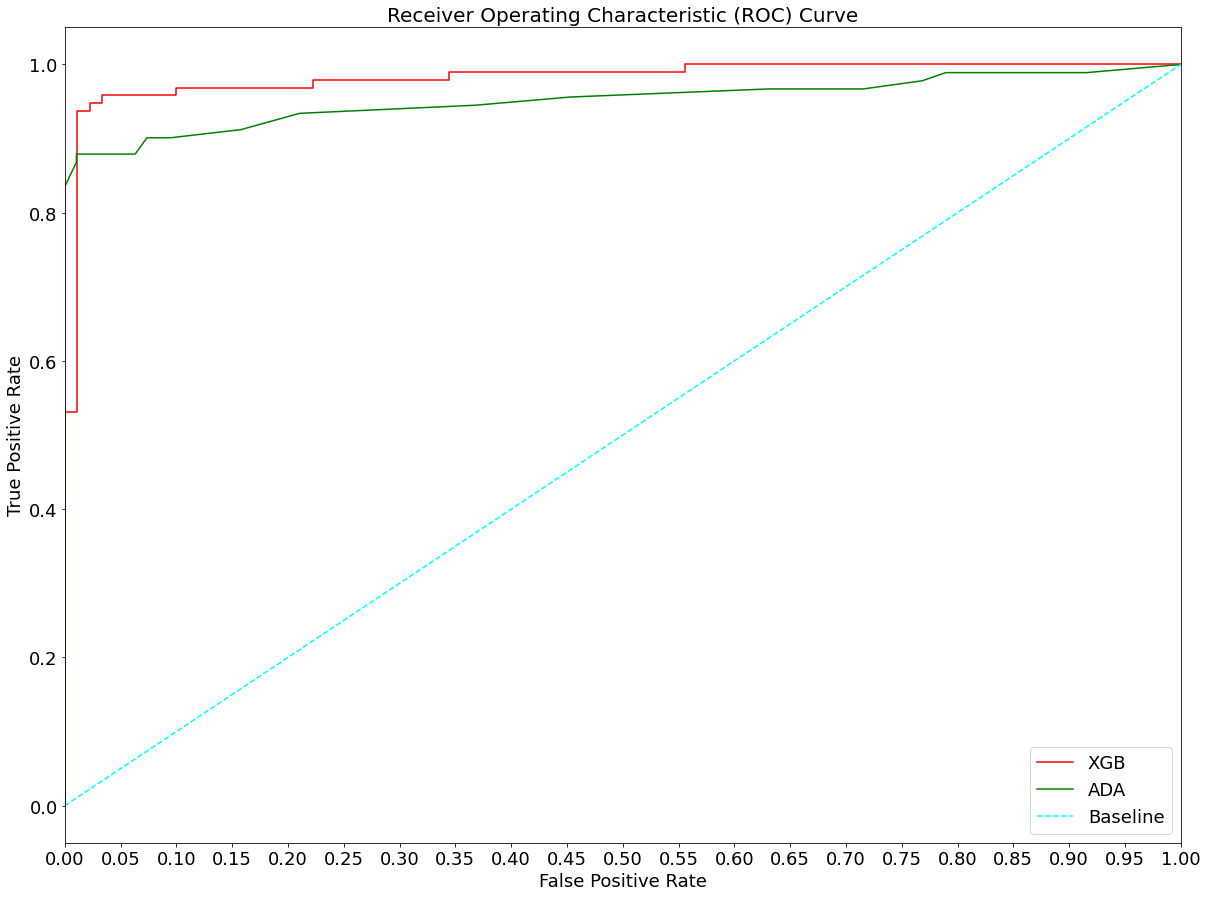 Receiver Operating Characteristic (ROC) Curve
True Positive Rate
1.0
0.8
0.6
0.4
0.2
0.0
XGB
ADA
Baseline
0.00 0.05 0.10 0.15 0.20 0.25 0.30 0.35 0.40 0.45 0.50 0.55 0.60 0.65 0.70 0.75 0.80 0.85 0.90 0.95 1.00
False Positive Rate